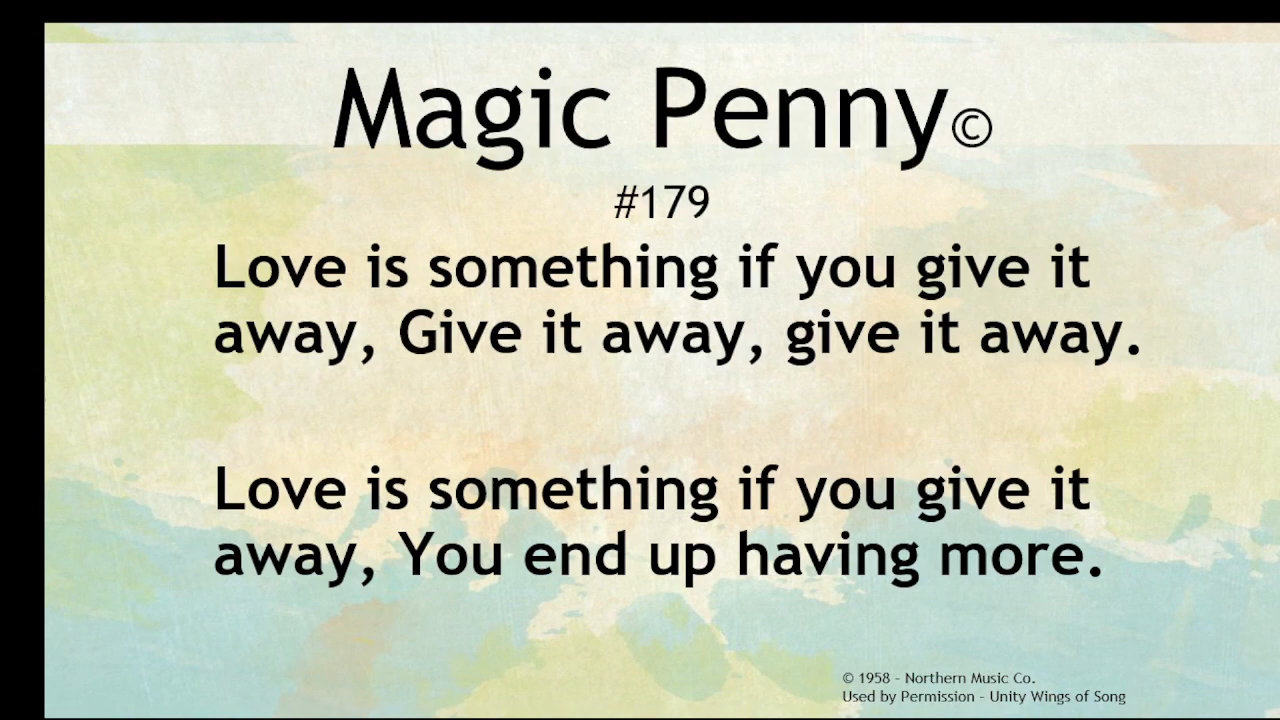 Magic Penny©
#179
Love is something if you give it
away, Give it away, give it away.
Love is something if you give it
away, You end up having more.
© 1958 - Northern Music Co.
Used by Permission - Unity Wings of Song